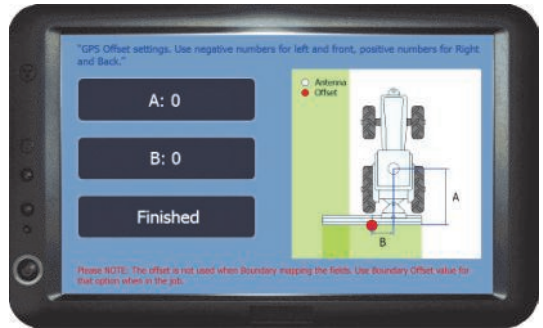 "GPS Offset settings. Use negative numbers for left and front, positive numbers for Right
and Back."
A: 0
Antenna
Offset
B: 0
A
Finished
B
Please NOTE: The offset is not used when Boundary mapping the fields. Use Boundary Offset value for
that option when in the job.